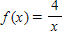 f(x) = 4/x